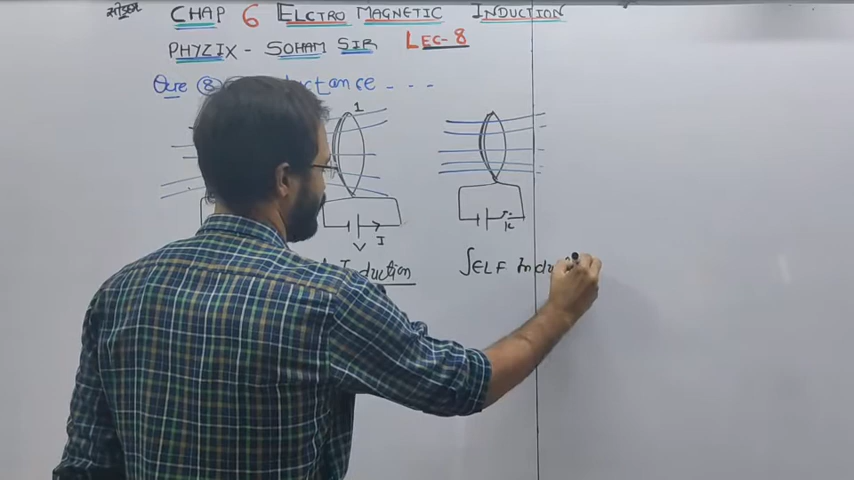 CHAP 6 ELCTRO MAGNETIC INDUCTION
PHYZIX - SOHAM SIR LEC-8
Que 8 ductance ....
1
I
V
K
Induction
SELF Indu